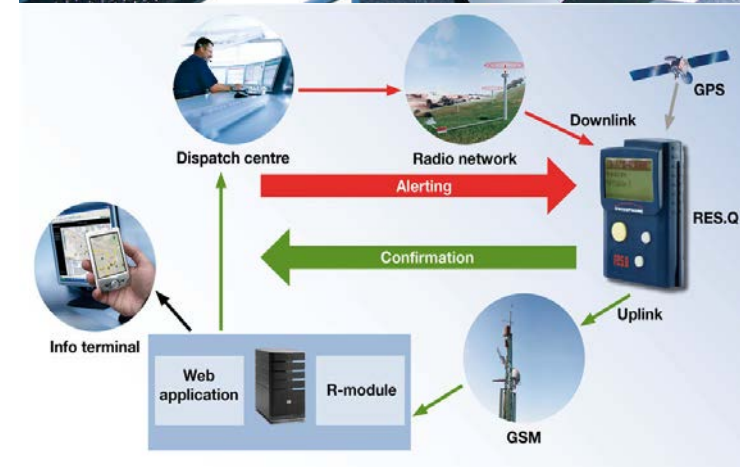 GPS
Downlink
Dispatch centre
Radio network
Alerting
RES.Q
Confirmation
Uplink
Info terminal
Web
application
R-module
GSM